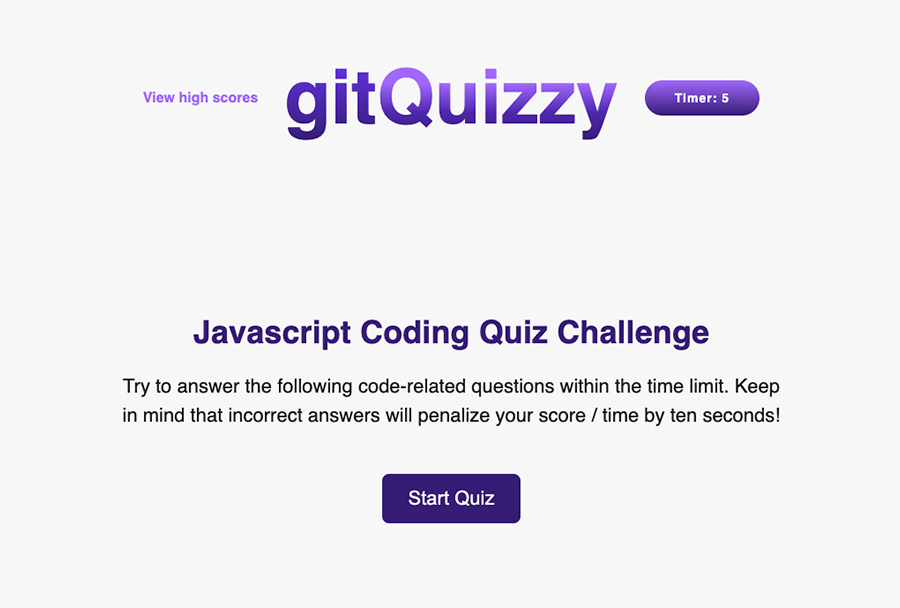 View high scores
gitQuizzy
Timer: 5
Javascript Coding Quiz Challenge
Try to answer the following code-related questions within the time limit. Keep
in mind that incorrect answers will penalize your score / time by ten seconds!
Start Quiz